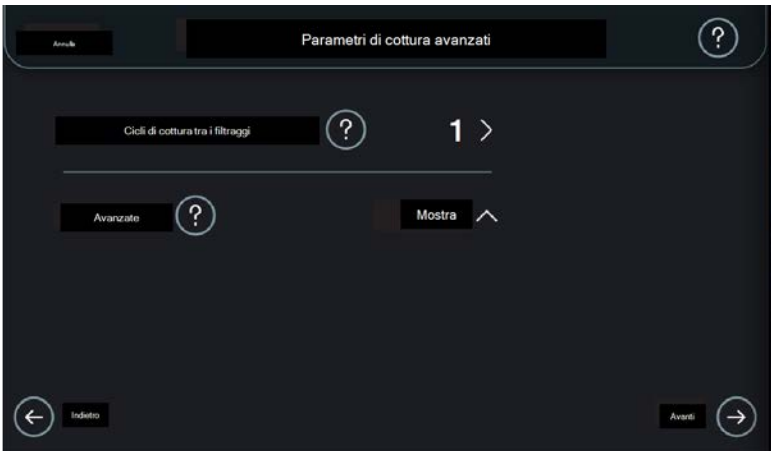 Annulla
Parametri di cottura avanzati
?
Cicli di cottura tra i filtraggi
?
1
Avanzate
?
Mostra
Indietro
Avanti